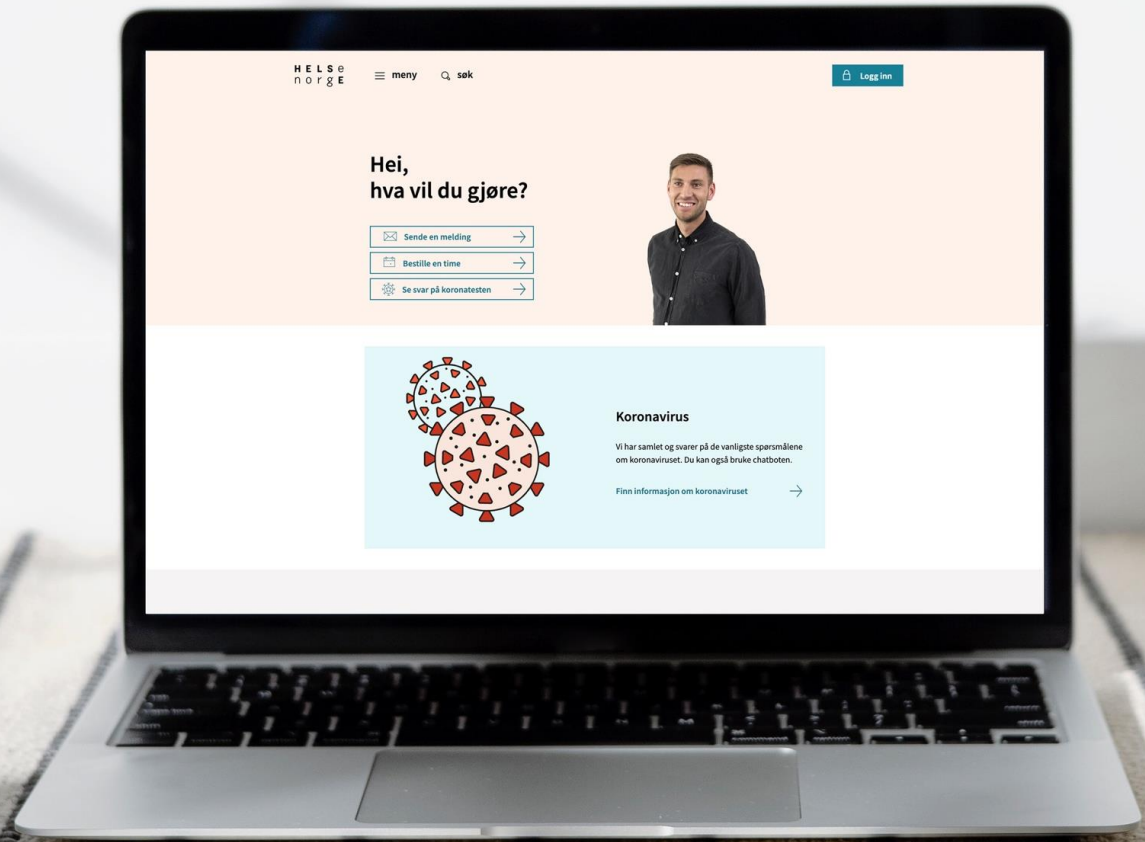 HELSe
norgE
meny
søk
Logg inn
Hei,
hva vil du gjøre?
Sende en melding
Bestille en time
Se svar på koronatesten
Koronavirus
Vi har samlet og svarer på de vanligste spørsmålene
om koronaviruset. Du kan også bruke chatboten.
Finn informasjon om koronaviruset